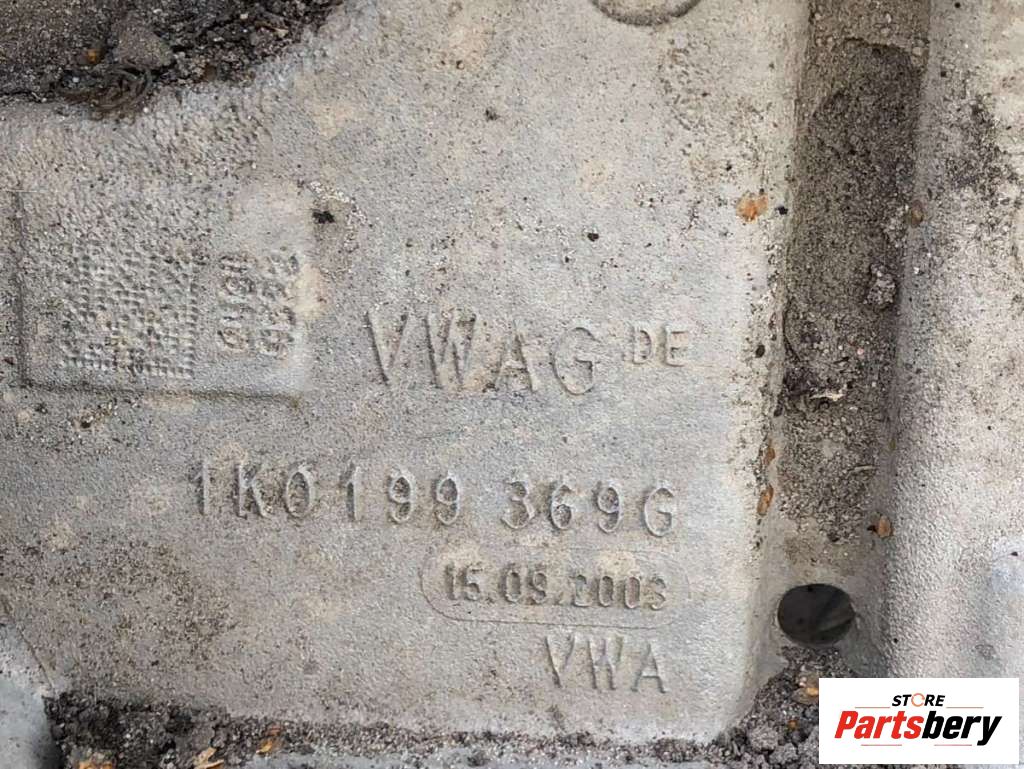 VWAG DE
1K0199 369G
15.09.2003
VWA
STORE
Partsbery